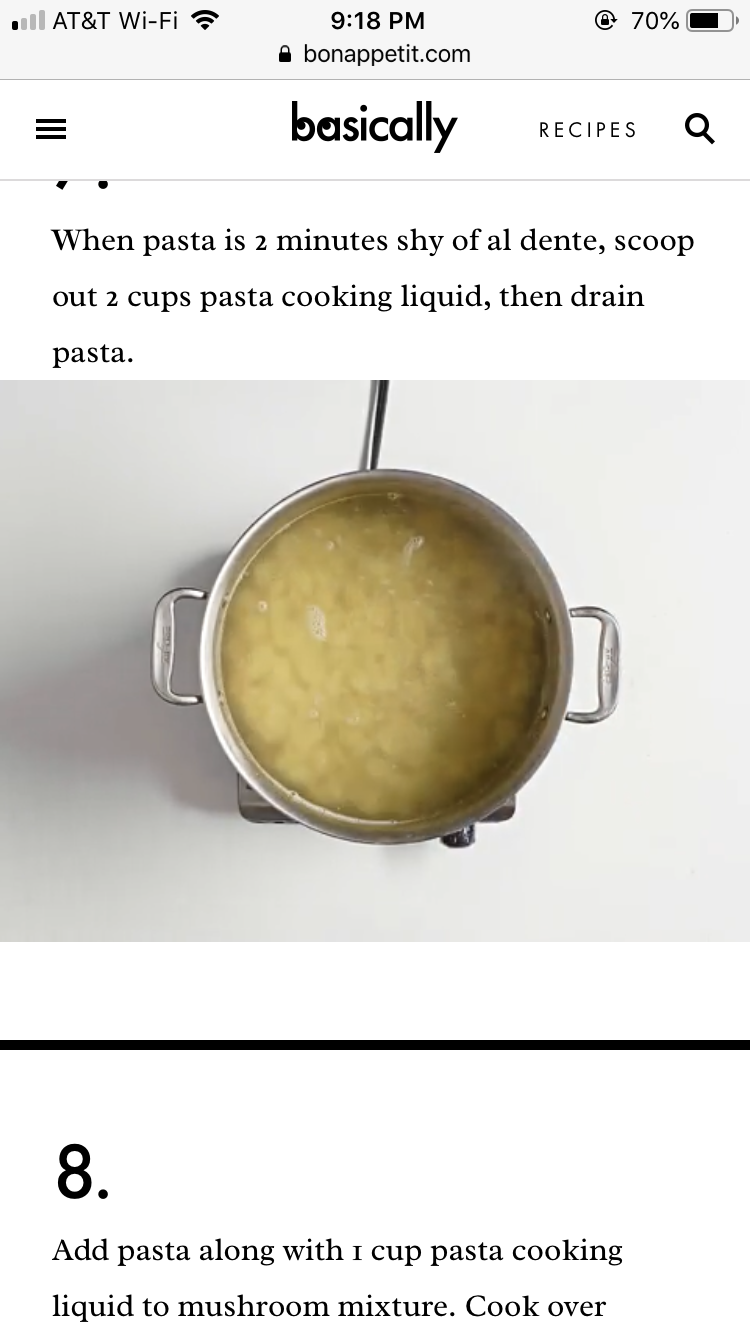 AT&T Wi-Fi 9:18 PM 70%
bonappetit.com
basically RECIPES
When pasta is 2 minutes shy of al dente, scoop
out 2 cups pasta cooking liquid, then drain
pasta.
8.
Add pasta along with 1 cup pasta cooking
liquid to mushroom mixture. Cook over